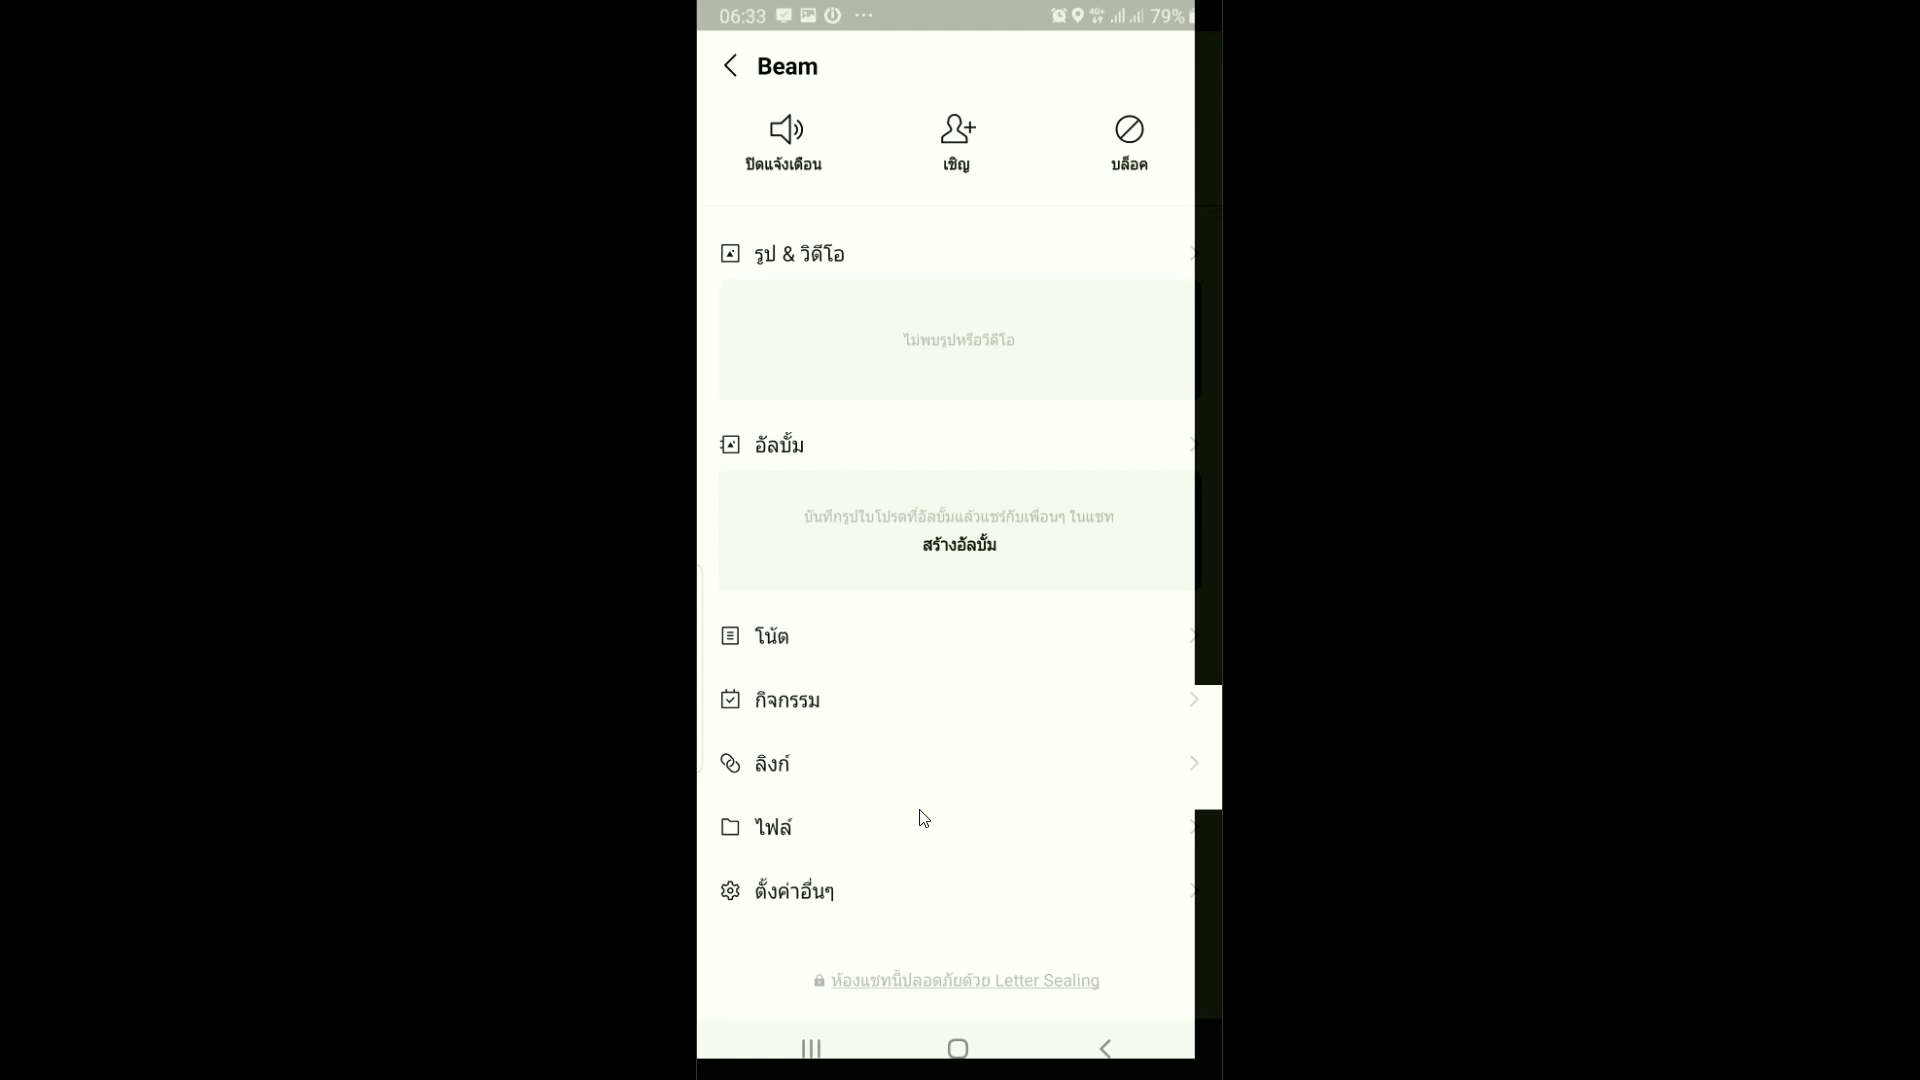 06:33 79%
Beam
ปิดแจ้งเตือน เชิญ บล็อค
รูป & วิดีโอ
ไม่พบรูปหรือวิดีโอ
อัลบั้ม
บันทึกรูปใบโปรดที่อัลบั้มแล้วแชร์กับเพื่อนๆ ในแชท
สร้างอัลบั้ม
โน้ต
กิจกรรม
ลิงก์
ไฟล์
ตั้งค่าอื่นๆ
ห้องแชทนี้ปลอดภัยด้วย Letter Sealing